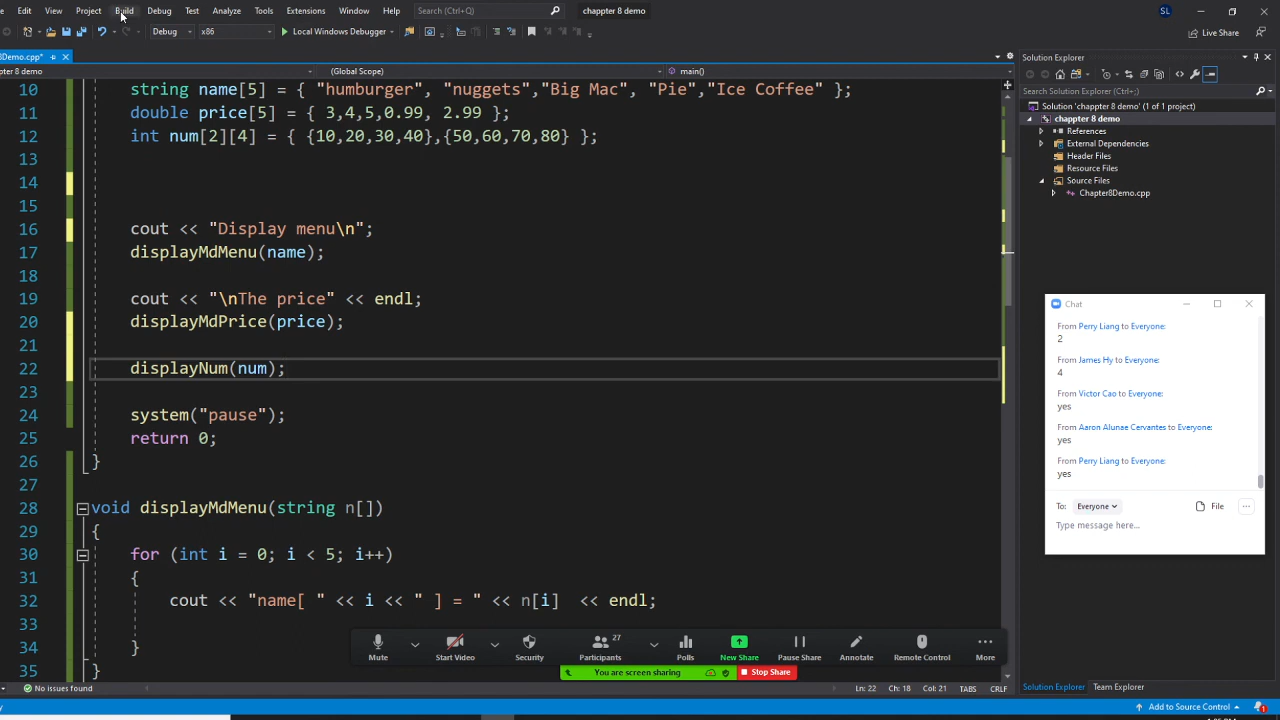 Edit View Project Build Debug Test Analyze Tools Extensions Window Help Search (Ctrl+Q) chappter 8 demo SL
Debug x86 Local Windows Debugger Live Share
8Demo.cpp*
pter 8 demo (Global Scope) main()
10 string name[5] = { "humburger", "nuggets","Big Mac", "Pie","Ice Coffee" };
11 double price[5] = { 3,4,5,0.99, 2.99 };
12 int num[2][4] = { {10,20,30,40},{50,60,70,80} };
13
14
15
16 cout << "Display menu\n";
17 displayMdMenu(name);
18
19 cout << "\nThe price" << endl;
20 displayMdPrice(price);
21
22 displayNum(num);
23
24 system("pause");
25 return 0;
26 }
27
28 void displayMdMenu(string n[])
29 {
30 for (int i = 0; i < 5; i++)
31 {
32 cout << "name[ " << i << " ] = " << n[i] << endl;
33
34 }
35 }
Solution Explorer
Search Solution Explorer (Ctrl+;)
Solution 'chappter 8 demo' (1 of 1 project)
chappter 8 demo
References
External Dependencies
Header Files
Resource Files
Source Files
Chapter8Demo.cpp
Chat
From Perry Liang to Everyone:
2
From James Hy to Everyone:
4
From Victor Cao to Everyone:
yes
From Aaron Alunae Cervantes to Everyone:
yes
From Perry Liang to Everyone:
yes
To: Everyone File ...
Type message here...
27
Mute Start Video Security Participants Polls New Share Pause Share Annotate Remote Control More
You are screen sharing Stop Share
No issues found Ln: 22 Ch: 18 Col: 21 TABS CRLF
Solution Explorer Team Explorer
Add to Source Control 1